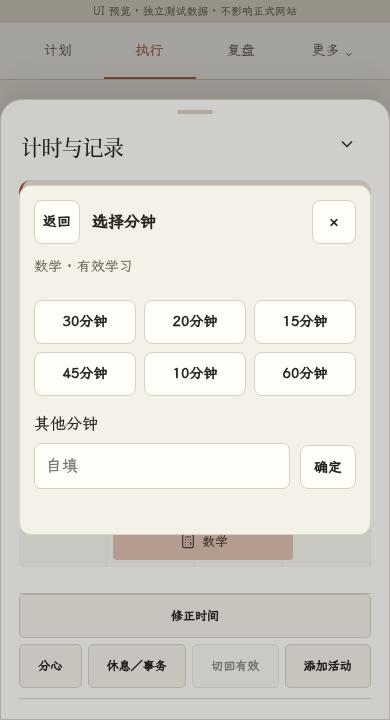 UI 预览・独立测试数据・不影响正式网站
计划 执行 复盘 更多
计时与记录
返回 选择分钟 ×
数学・有效学习
30分钟 20分钟 15分钟
45分钟 10分钟 60分钟
其他分钟
自填 确定
数学
修正时间
分心 休息／事务 切回有效 添加活动